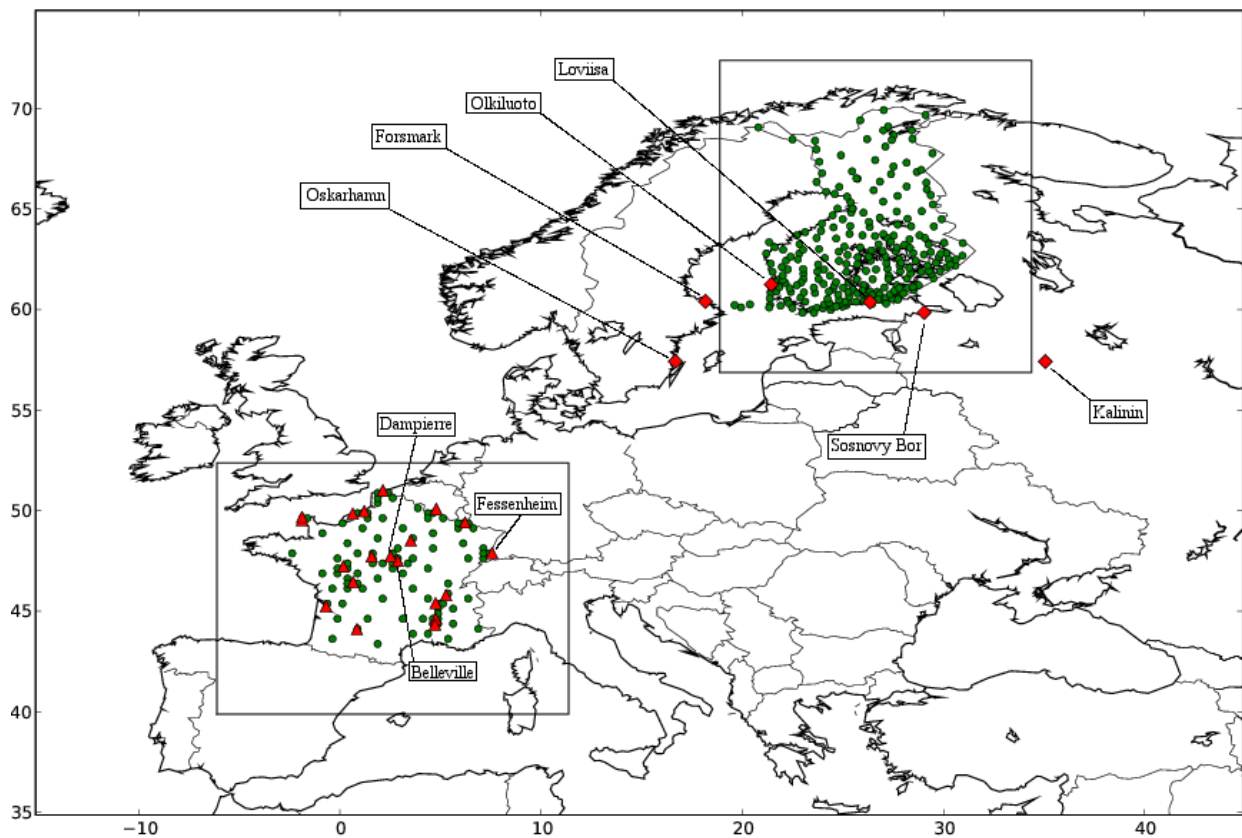 Loviisa
Olkiluoto
Forsmark
Oskarhamn
Kalinin
Sosnovy Bor
Dampierre
Fessenheim
Belleville
70
65
60
55
50
45
40
35
−10
0
10
20
30
40